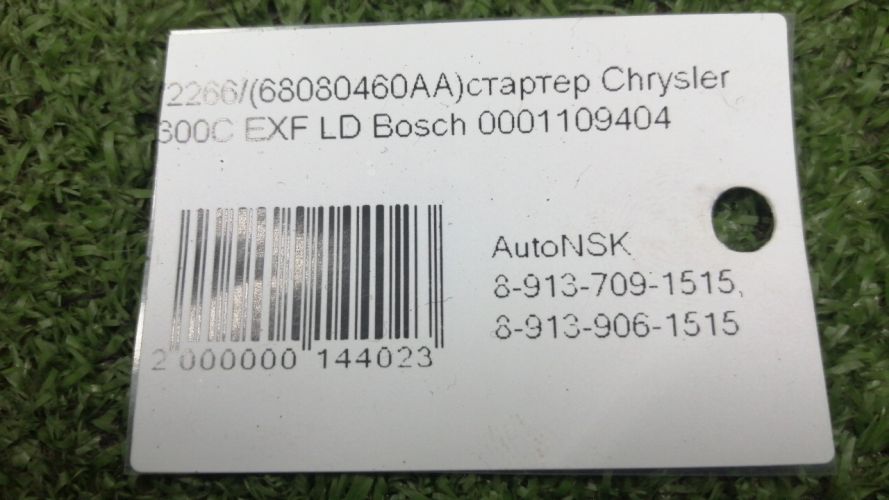 72266/(68080460AA)стартер Chrysler
300C EXF LD Bosch 0001109404
AutoNSK
8-913-709-1515,
8-913-906-1515
2 000000 144023